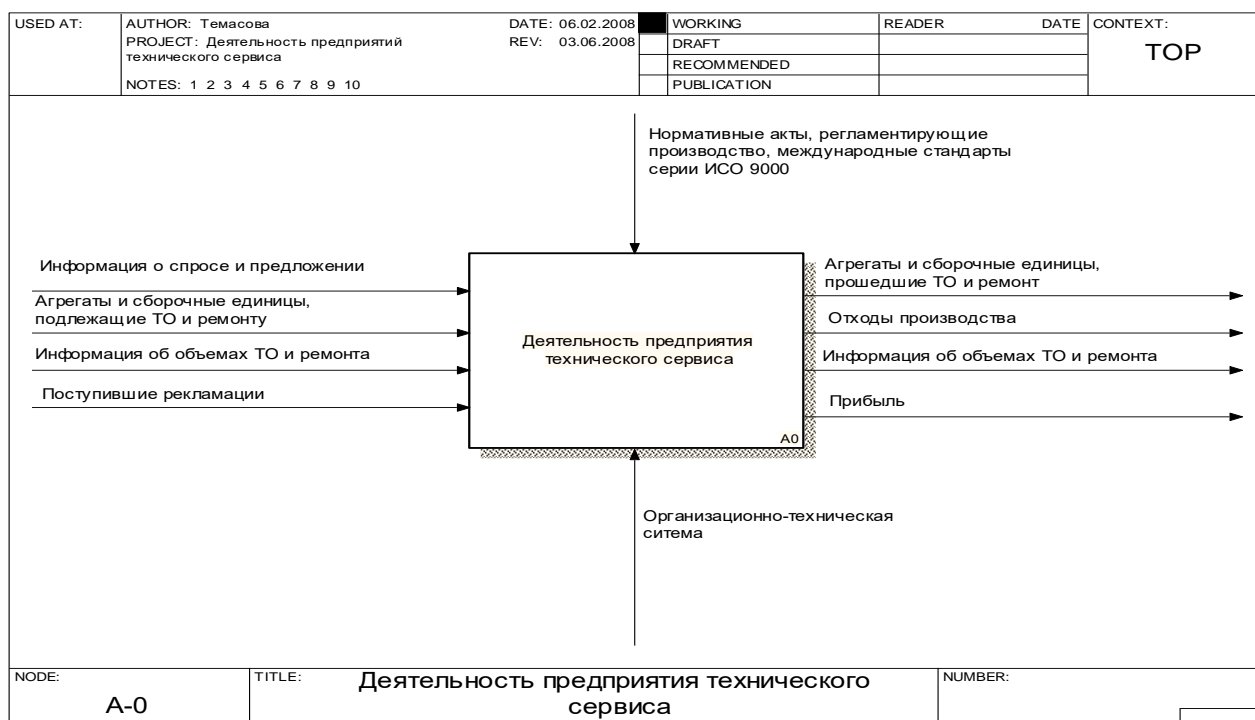 USED AT:
AUTHOR: Темасова
DATE: 06.02.2008
PROJECT: Деятельность предприятий
технического сервиса
REV: 03.06.2008
NOTES: 1 2 3 4 5 6 7 8 9 10
WORKING
DRAFT
RECOMMENDED
PUBLICATION
READER
DATE
CONTEXT:
TOP
Нормативные акты, регламентирующие
производство, международные стандарты
серии ИСО 9000
Информация о спросе и предложении
Агрегаты и сборочные единицы,
подлежащие ТО и ремонту
Информация об объемах ТО и ремонта
Поступившие рекламации
Деятельность предприятия
технического сервиса
A0
Агрегаты и сборочные единицы,
прошедшие ТО и ремонт
Отходы производства
Информация об объемах ТО и ремонта
Прибыль
Организационно-техническая
ситема
NODE:
A-0
TITLE:
Деятельность предприятия технического
сервиса
NUMBER: